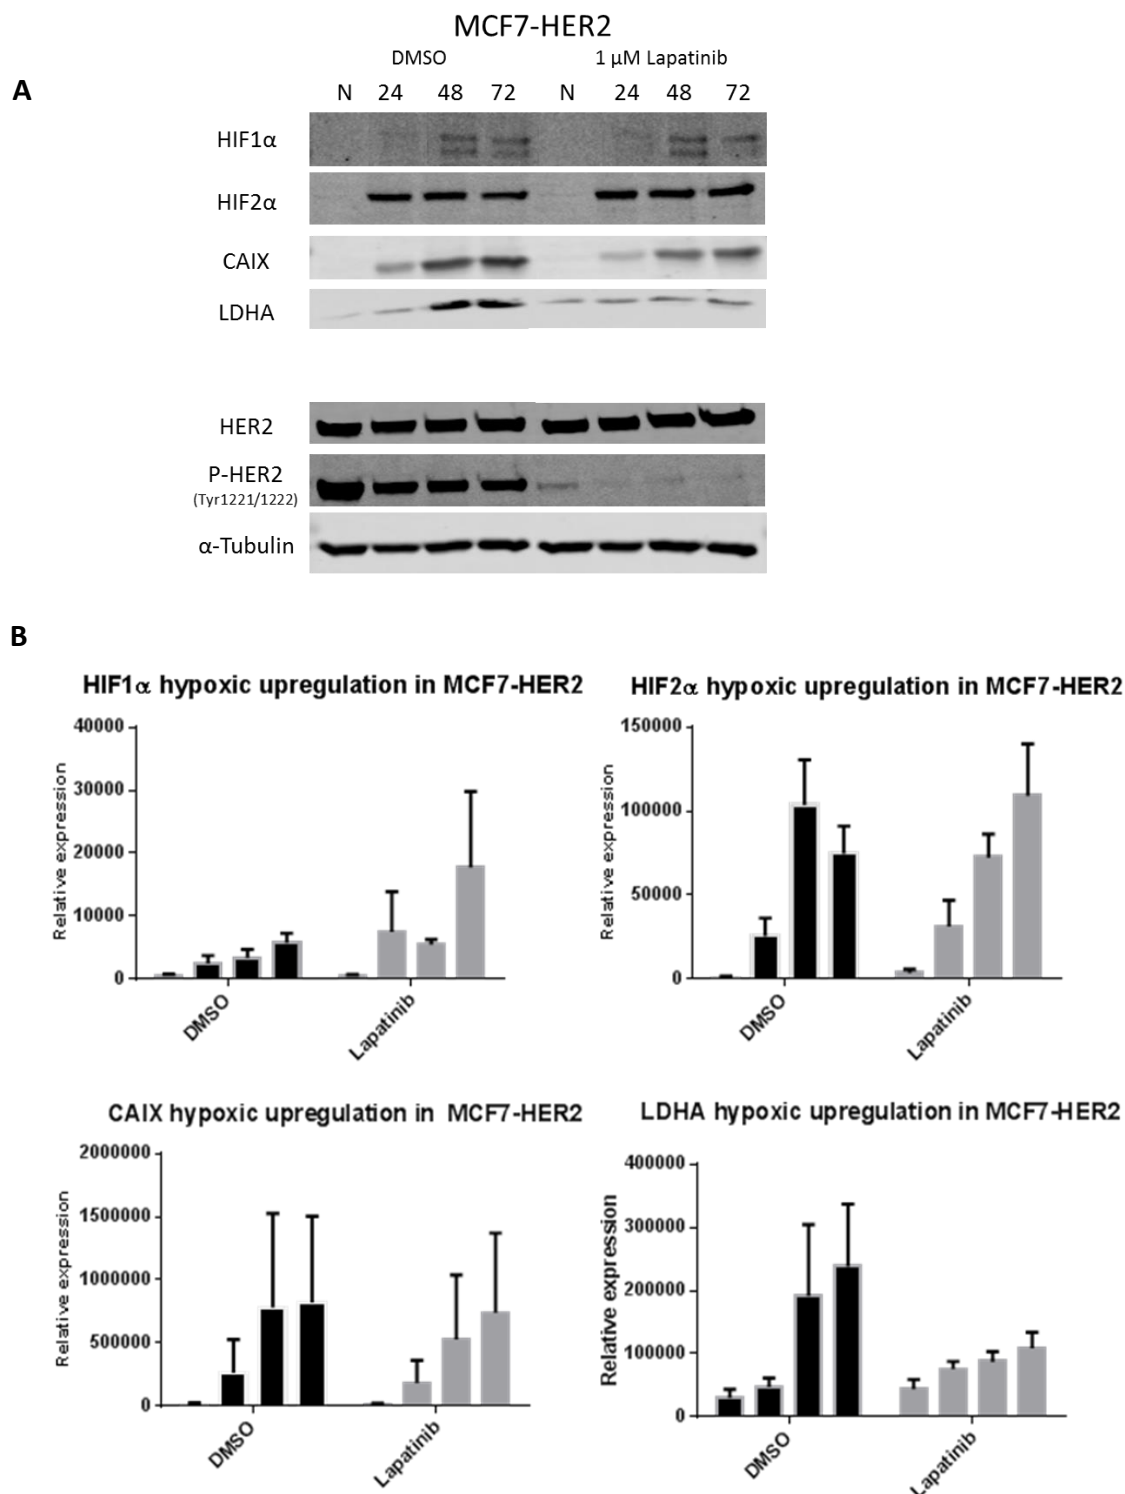 MCF7-HER2
DMSO 1 µM Lapatinib
A
N 24 48 72 N 24 48 72
HIF1α
HIF2α
CAIX
LDHA
HER2
P-HER2
(Tyr1221/1222)
α-Tubulin
B
HIF1α hypoxic upregulation in MCF7-HER2
40000
30000
20000
10000
0
Relative expression
DMSO
Lapatinib
HIF2α hypoxic upregulation in MCF7-HER2
150000
100000
50000
0
Relative expression
DMSO
Lapatinib
CAIX hypoxic upregulation in MCF7-HER2
2000000
1500000
1000000
500000
0
Relative expression
DMSO
Lapatinib
LDHA hypoxic upregulation in MCF7-HER2
400000
300000
200000
100000
0
Relative expression
DMSO
Lapatinib